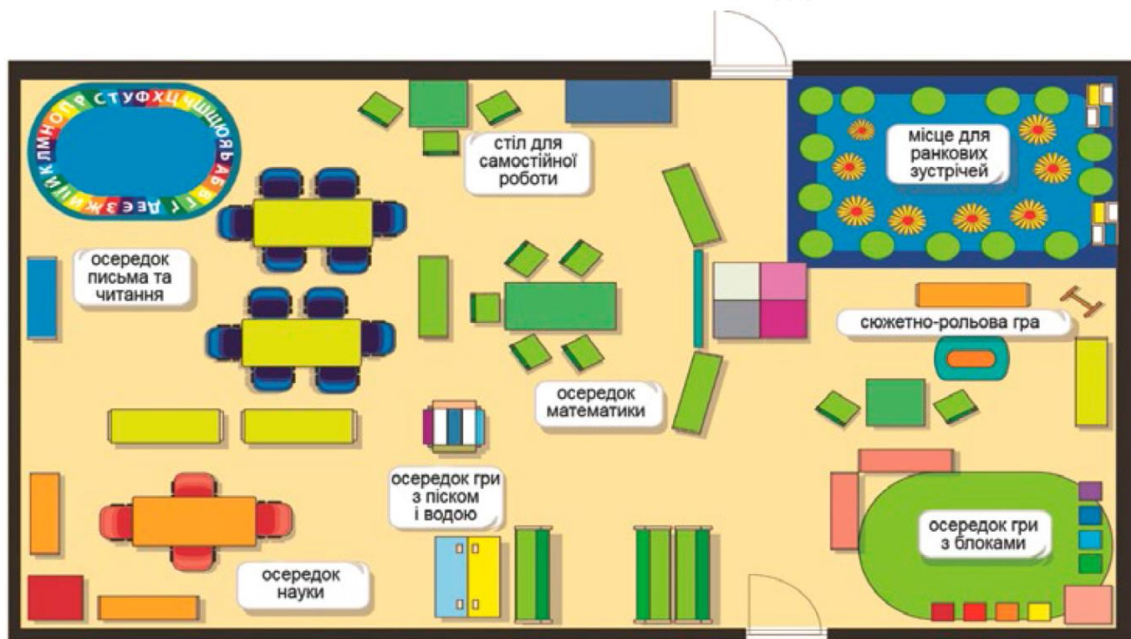 АБВГҐДЕЄЗЖИІЇЙКЛМНОПРСТУФХЦЧШЩЮЯЬ
стіл для
самостійної
роботи
місце для
ранкових
зустрічей
осередок
письма та
читання
сюжетно-рольова гра
осередок
математики
осередок гри
з піском
і водою
осередок гри
з блоками
осередок
науки